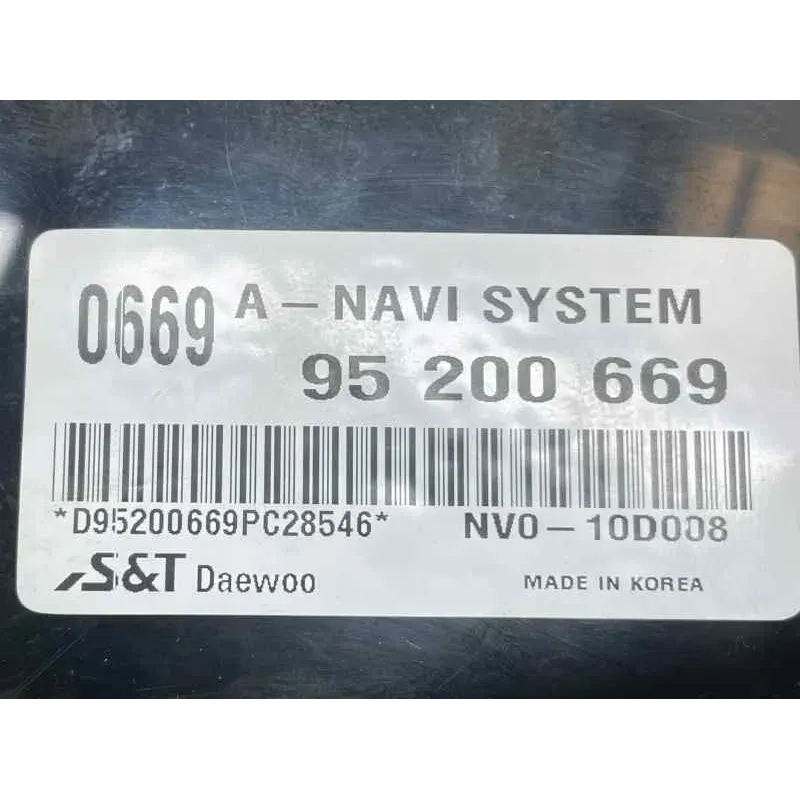 0669 A-NAVI SYSTEM
95 200 669
*D95200669PC28546* NV0-10D008
S&T Daewoo MADE IN KOREA